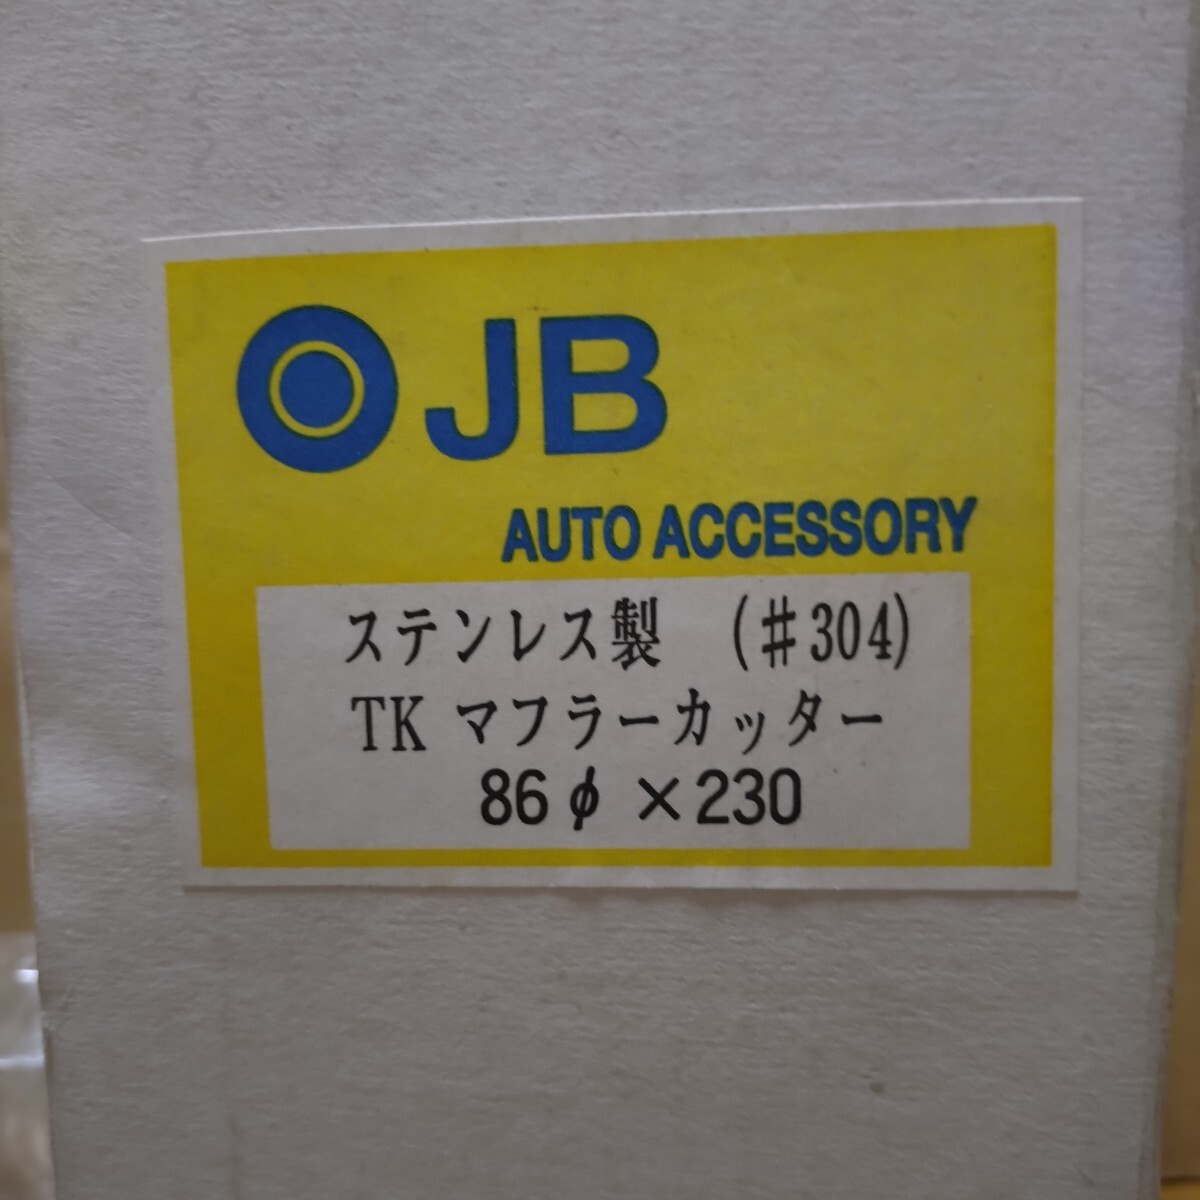 JB
AUTO ACCESSORY
ステンレス製 (♯304)
TK マフラーカッター
86φ ×230